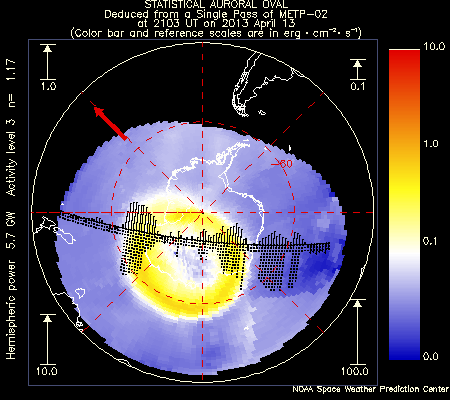 STATISTICAL AURORAL OVAL
Deduced from a Single Pass of METP-02
at 2103 UT on 2013 April 13
(Color bar and reference scales are in erg·cm⁻²·s⁻¹)
Hemispheric power 5.7 GW Activity level 3 n= 1.17
1.0
0.1
-60
10.0
100.0
10.0
1.0
0.1
0.0
NOAA Space Weather Prediction Center